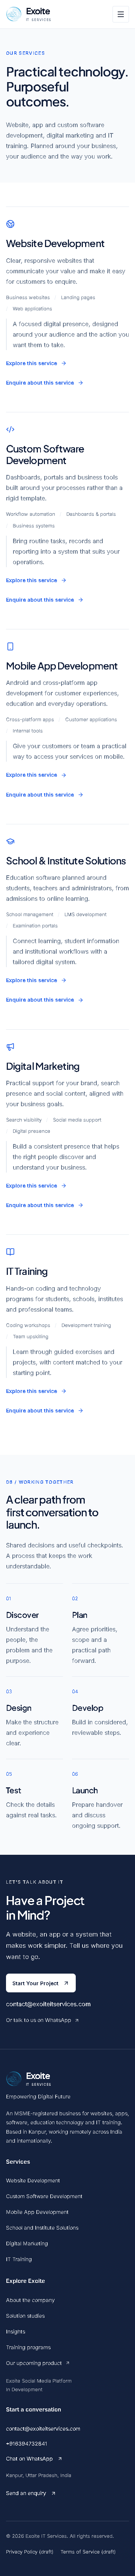 Exoite
IT SERVICES
OUR SERVICES
Practical technology.
Purposeful
outcomes.
Website, app and custom software
development, digital marketing and IT
training. Planned around your business,
your audience and the way you work.
Website Development
Clear, responsive websites that
communicate your value and make it easy
for customers to enquire.
Business websites
Landing pages
Web applications
A focused digital presence, designed
around your audience and the action you
want them to take.
Explore this service →
Enquire about this service →
Custom Software
Development
Dashboards, portals and business tools
built around your processes rather than a
rigid template.
Workflow automation
Dashboards & portals
Business systems
Bring routine tasks, records and
reporting into a system that suits your
operations.
Explore this service →
Enquire about this service →
Mobile App Development
Android and cross-platform app
development for customer experiences,
education and everyday operations.
Cross-platform apps
Customer applications
Internal tools
Give your customers or team a practical
way to access your services on mobile.
Explore this service →
Enquire about this service →
School & Institute Solutions
Education software planned around
students, teachers and administrators, from
admissions to online learning.
School management
LMS development
Examination portals
Connect learning, student information
and institutional workflows with a
tailored digital system.
Explore this service →
Enquire about this service →
Digital Marketing
Practical support for your brand, search
presence and social content, aligned with
your business goals.
Search visibility
Social media support
Digital presence
Build a consistent presence that helps
the right people discover and
understand your business.
Explore this service →
Enquire about this service →
IT Training
Hands-on coding and technology
programs for students, schools, institutes
and professional teams.
Coding workshops
Development training
Team upskilling
Learn through guided exercises and
projects, with content matched to your
starting point.
Explore this service →
Enquire about this service →
08 / WORKING TOGETHER
A clear path from
first conversation to
launch.
Shared decisions and useful checkpoints.
A process that keeps the work
understandable.
01
Discover
Understand the
people, the
problem and the
purpose.
02
Plan
Agree priorities,
scope and a
practical path
forward.
03
Design
Make the structure
and experience
clear.
04
Develop
Build in considered,
reviewable steps.
05
Test
Check the details
against real tasks.
06
Launch
Prepare handover
and discuss
ongoing support.
LET'S TALK ABOUT IT
Have a Project
in Mind?
A website, an app or a system that
makes work simpler. Tell us where you
want to go.
Start Your Project ↗
contact@exoiteitservices.com
Or talk to us on WhatsApp ↗
Exoite
IT SERVICES
Empowering Digital Future
An MSME-registered business for websites, apps,
software, education technology and IT training.
Based in Kanpur, working remotely across India
and internationally.
Services
Website Development
Custom Software Development
Mobile App Development
School and Institute Solutions
Digital Marketing
IT Training
Explore Exoite
About the company
Solution studies
Insights
Training programs
Our upcoming product ↗
Exoite Social Media Platform
In Development
Start a conversation
contact@exoiteitservices.com
+916394732841
Chat on WhatsApp ↗
Kanpur, Uttar Pradesh, India
Send an enquiry ↗
© 2026 Exoite IT Services. All rights reserved.
Privacy Policy (draft)
Terms of Service (draft)